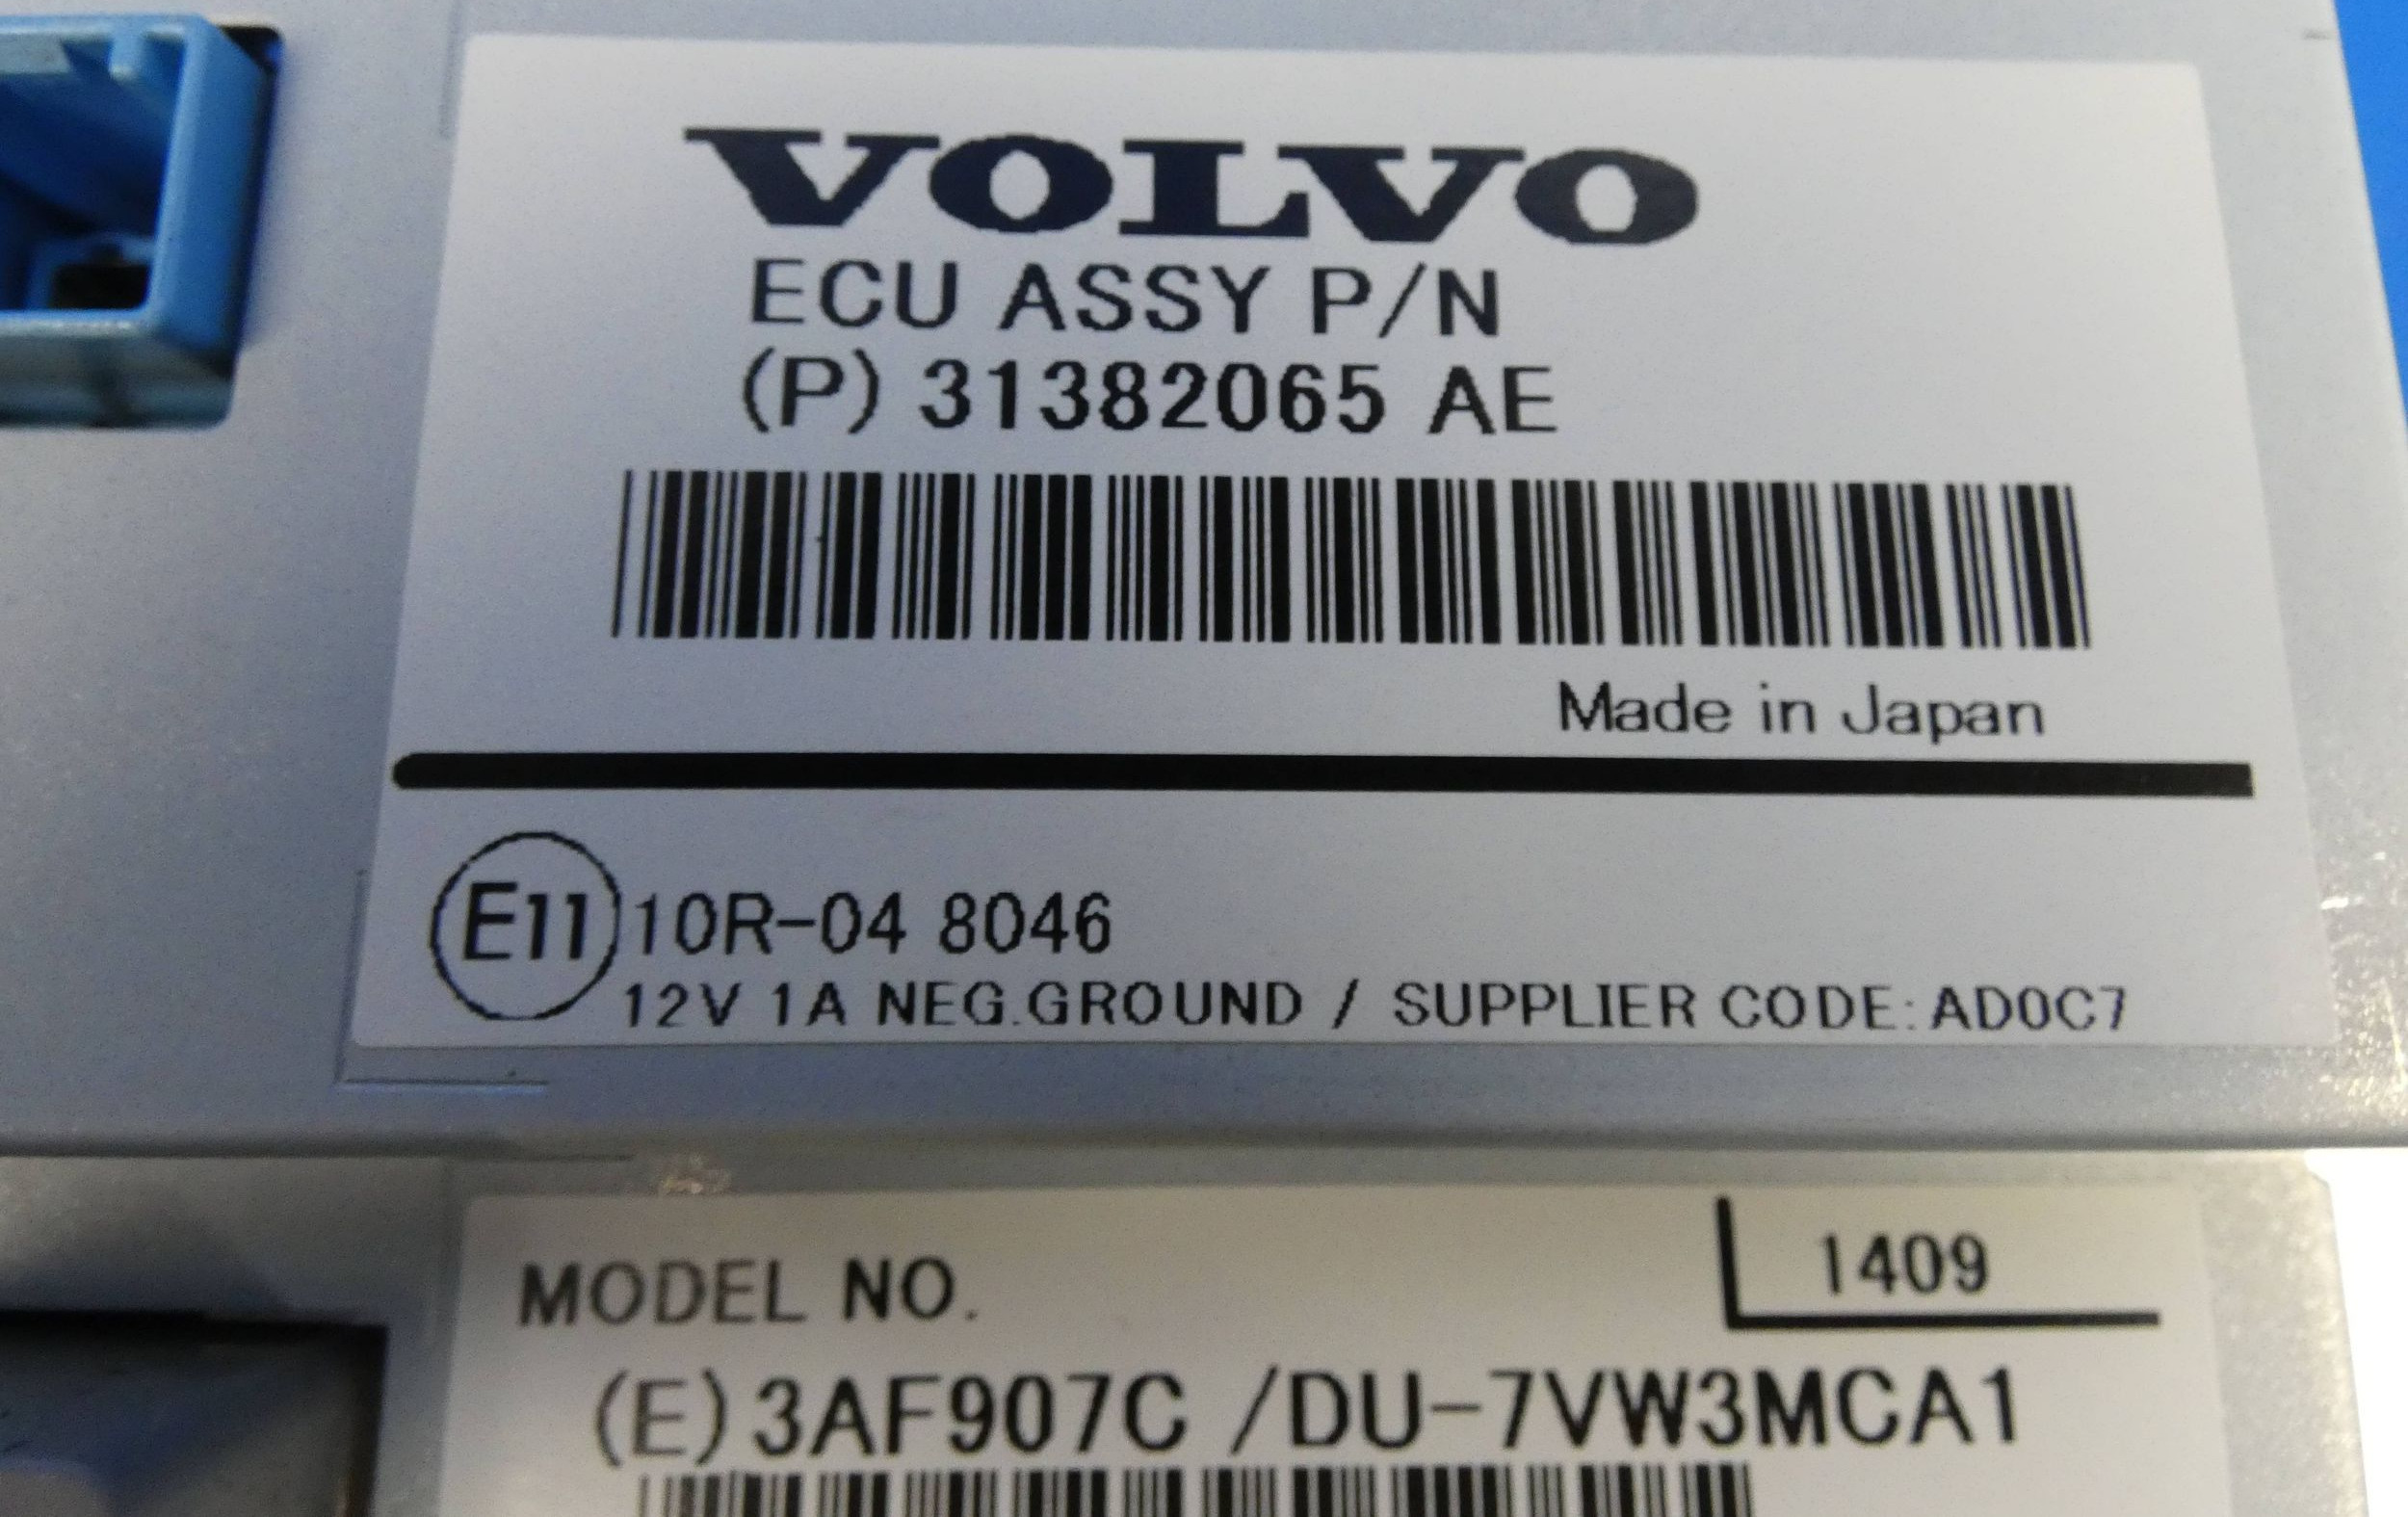 VOLVO
ECU ASSY P/N
(P) 31382065 AE
Made in Japan
E11 10R-04 8046
12V 1A NEG.GROUND / SUPPLIER CODE: AD0C7
MODEL NO.
1409
(E) 3AF907C /DU-7VW3MCA1